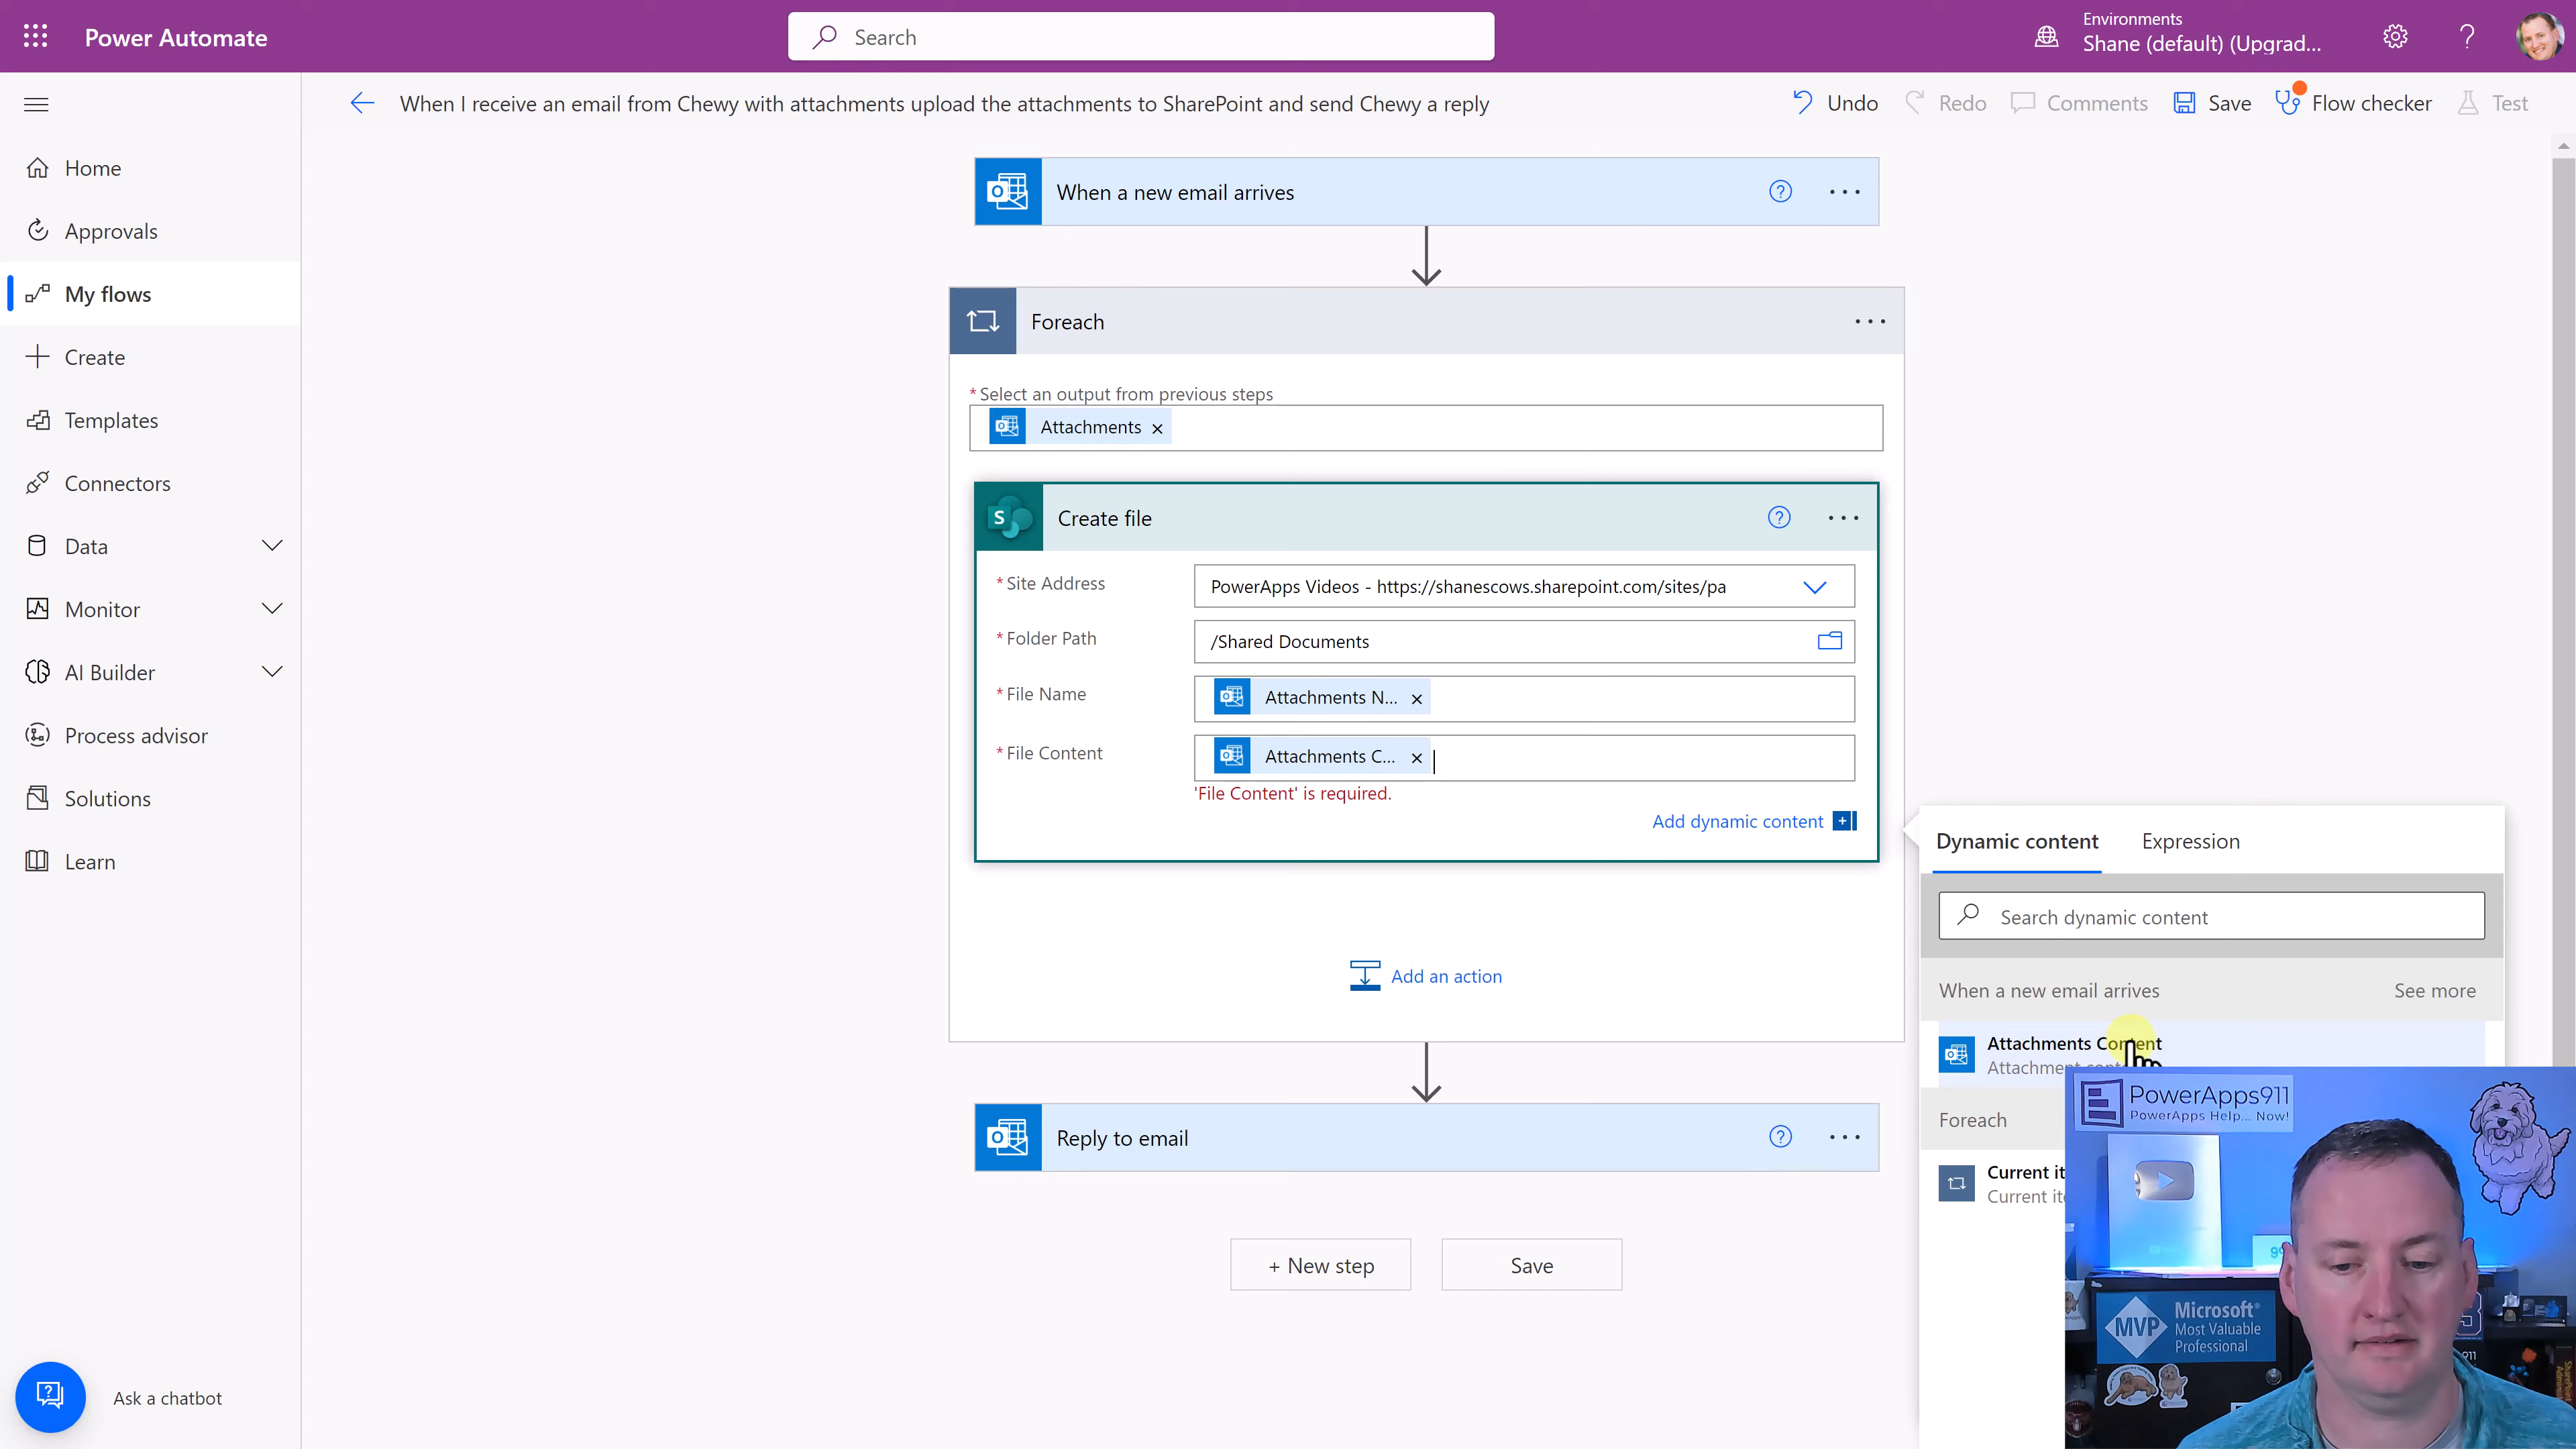 Power Automate
Search
Environments
Shane (default) (Upgrad...
When I receive an email from Chewy with attachments upload the attachments to SharePoint and send Chewy a reply
Undo
Redo
Comments
Save
Flow checker
Test
Home
Approvals
My flows
Create
Templates
Connectors
Data
Monitor
AI Builder
Process advisor
Solutions
Learn
Ask a chatbot
When a new email arrives
Foreach
* Select an output from previous steps
Attachments ×
Create file
* Site Address
PowerApps Videos - https://shanescows.sharepoint.com/sites/pa
* Folder Path
/Shared Documents
* File Name
Attachments N... ×
* File Content
Attachments C... ×
'File Content' is required.
Add dynamic content
Add an action
Reply to email
+ New step
Save
Dynamic content
Expression
Search dynamic content
When a new email arrives
See more
Attachments Content
Attachment
Foreach
Current it
Current ite
PowerApps911
PowerApps Help... Now!
Microsoft®
MVP
Most Valuable
Professional
911